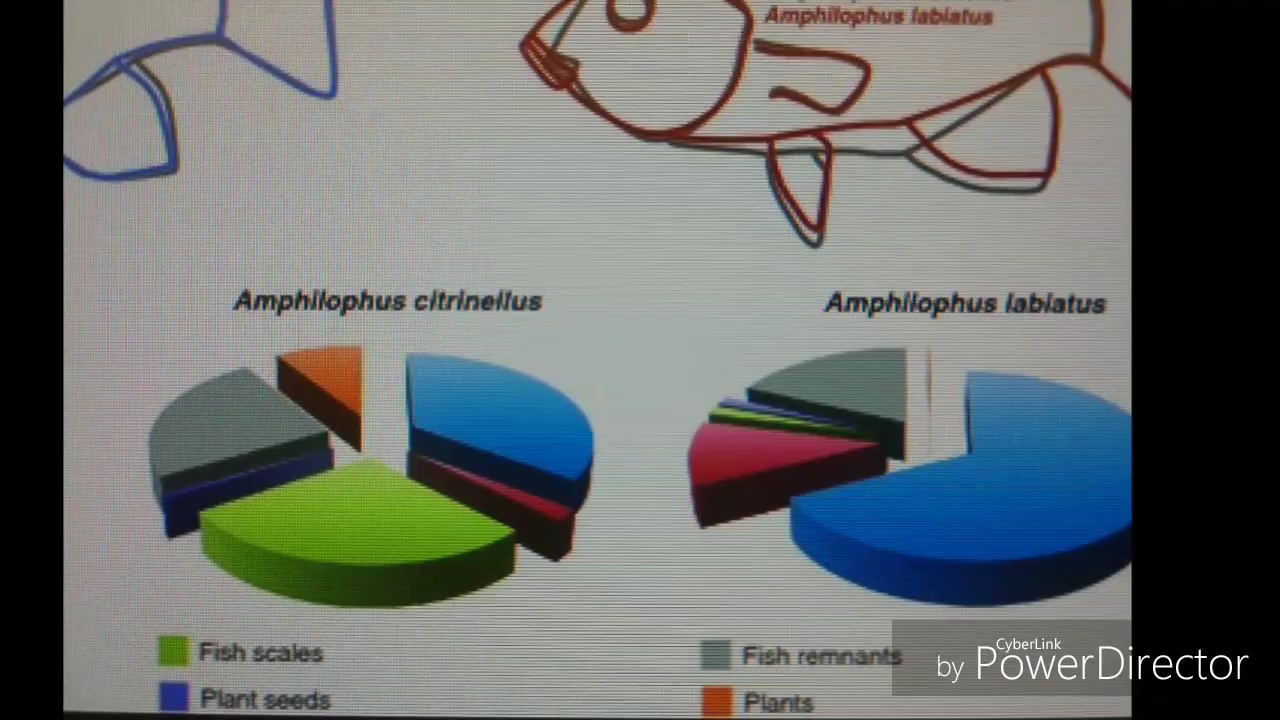 Amphilophus labiatus
Amphilophus citrinellus
Amphilophus labiatus
Fish scales
Fish remnants
Plant seeds
Plants
CyberLink
by PowerDirector